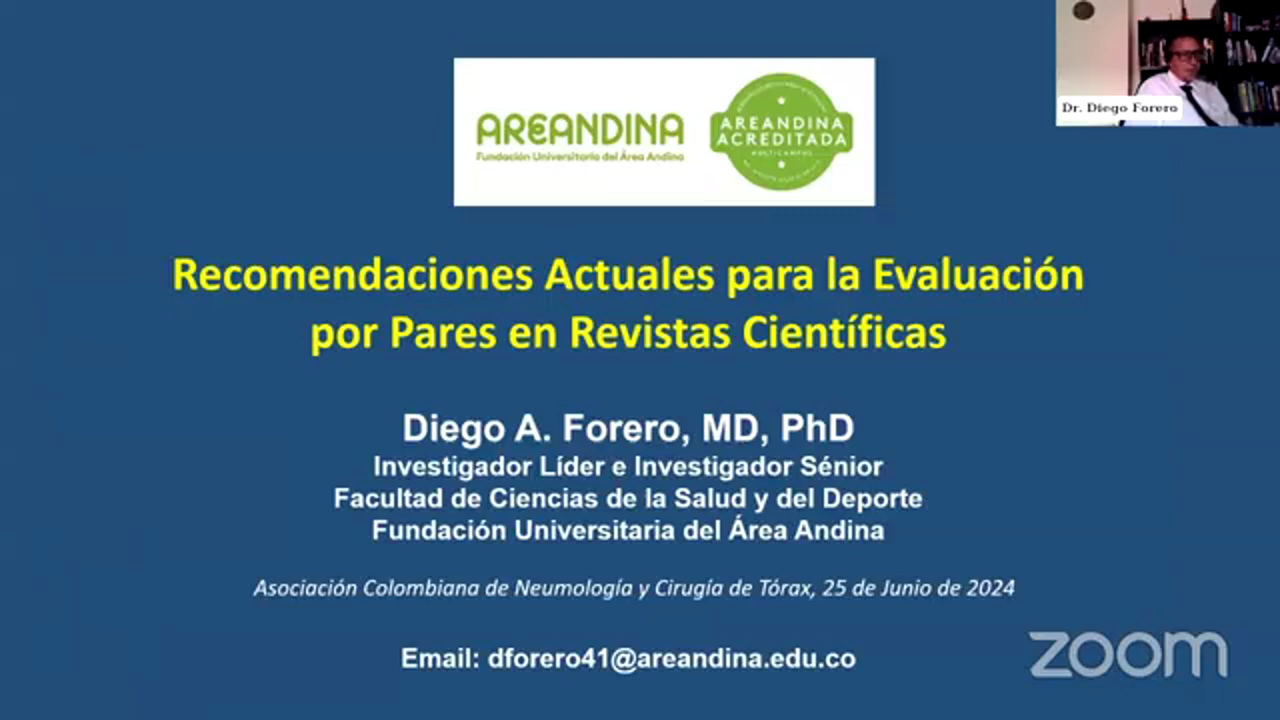 AREANDINA
Fundación Universitaria del Área Andina
AREANDINA
ACREDITADA
MULTICAMPUS
Dr. Diego Forero
Recomendaciones Actuales para la Evaluación
por Pares en Revistas Científicas
Diego A. Forero, MD, PhD
Investigador Líder e Investigador Sénior
Facultad de Ciencias de la Salud y del Deporte
Fundación Universitaria del Área Andina
Asociación Colombiana de Neumología y Cirugía de Tórax, 25 de Junio de 2024
Email: dforero41@areandina.edu.co
zoom